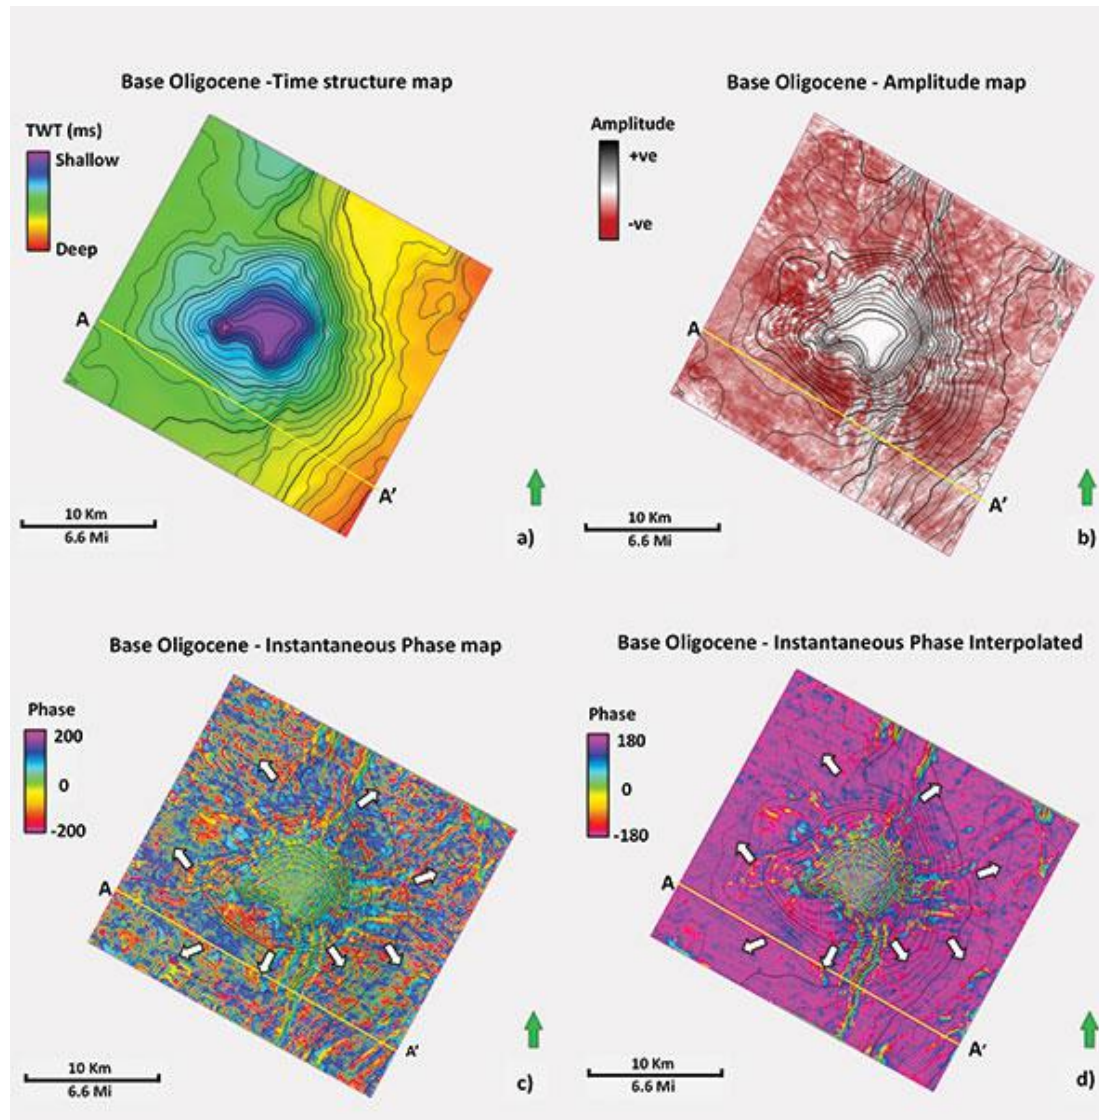 Base Oligocene -Time structure map
TWT (ms)
Shallow
Deep
A
A'
10 Km
6.6 Mi
a)
Base Oligocene - Amplitude map
Amplitude
+ve
-ve
A
A'
10 Km
6.6 Mi
b)
Base Oligocene - Instantaneous Phase map
Phase
200
0
-200
A
A'
10 Km
6.6 Mi
c)
Base Oligocene - Instantaneous Phase Interpolated
Phase
180
0
-180
A
A'
10 Km
6.6 Mi
d)